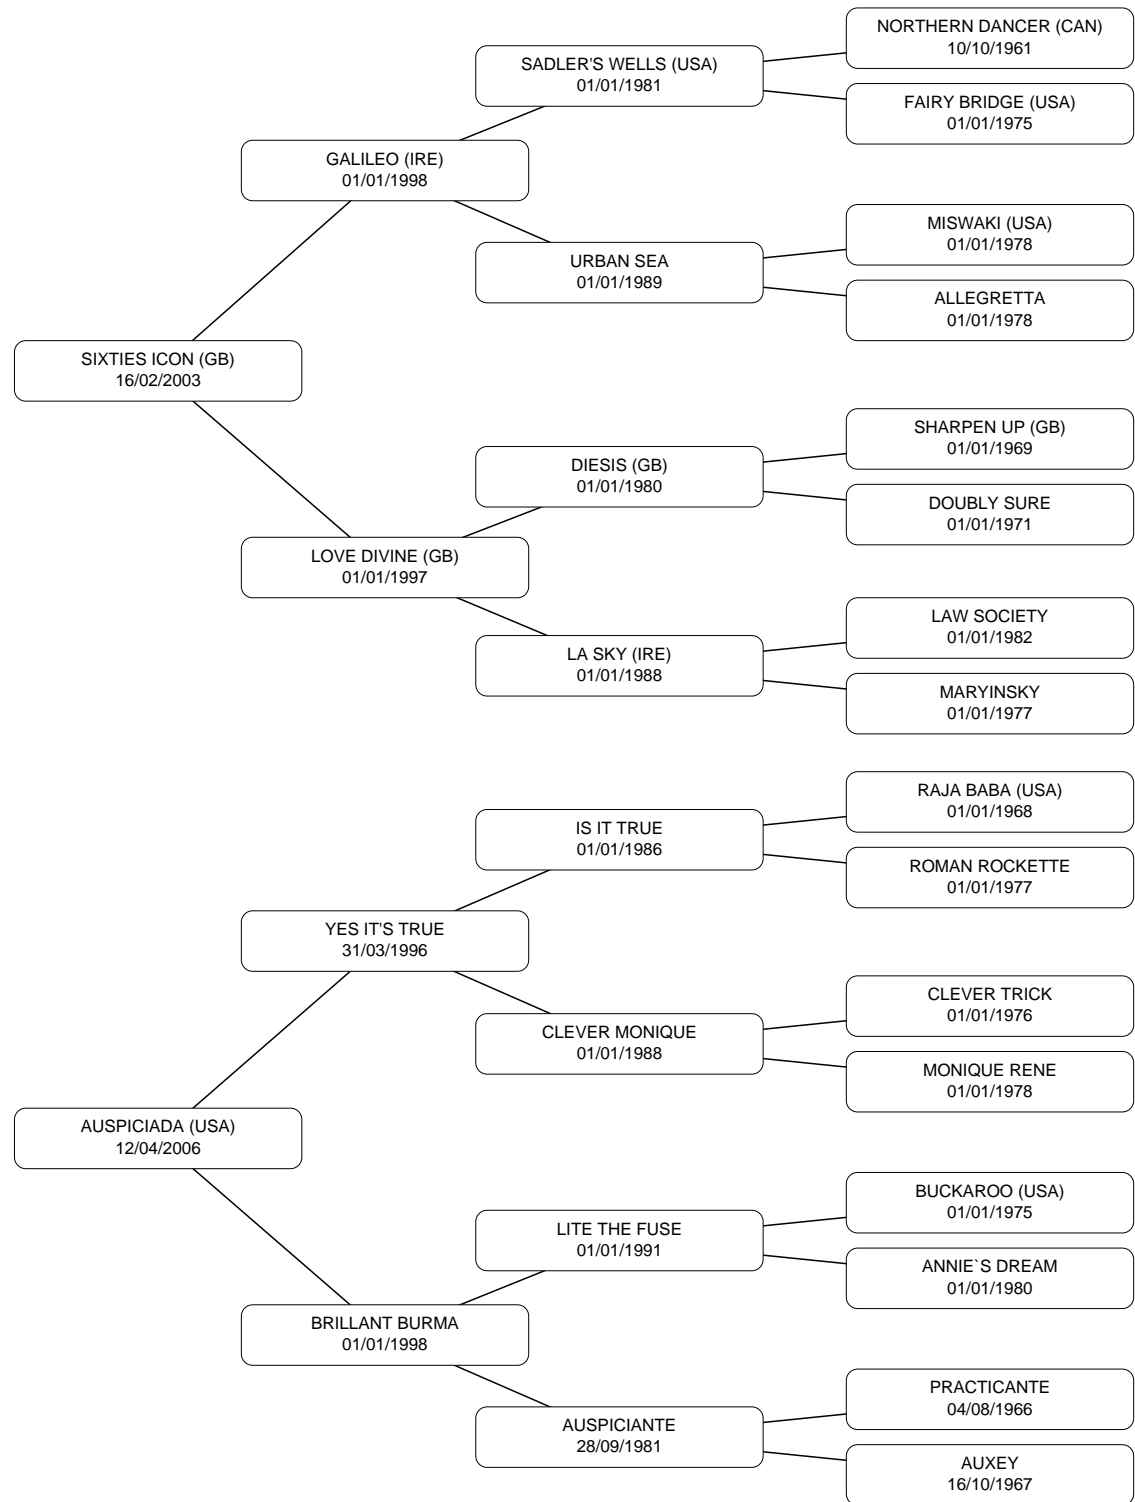 NORTHERN DANCER (CAN)
10/10/1961
SADLER'S WELLS (USA)
01/01/1981
FAIRY BRIDGE (USA)
01/01/1975
GALILEO (IRE)
01/01/1998
MISWAKI (USA)
01/01/1978
URBAN SEA
01/01/1989
ALLEGRETTA
01/01/1978
SIXTIES ICON (GB)
16/02/2003
SHARPEN UP (GB)
01/01/1969
DIESIS (GB)
01/01/1980
DOUBLY SURE
01/01/1971
LOVE DIVINE (GB)
01/01/1997
LAW SOCIETY
01/01/1982
LA SKY (IRE)
01/01/1988
MARYINSKY
01/01/1977
RAJA BABA (USA)
01/01/1968
IS IT TRUE
01/01/1986
ROMAN ROCKETTE
01/01/1977
YES IT'S TRUE
31/03/1996
CLEVER TRICK
01/01/1976
CLEVER MONIQUE
01/01/1988
MONIQUE RENE
01/01/1978
AUSPICIADA (USA)
12/04/2006
BUCKAROO (USA)
01/01/1975
LITE THE FUSE
01/01/1991
ANNIE`S DREAM
01/01/1980
BRILLANT BURMA
01/01/1998
PRACTICANTE
04/08/1966
AUSPICIANTE
28/09/1981
AUXEY
16/10/1967